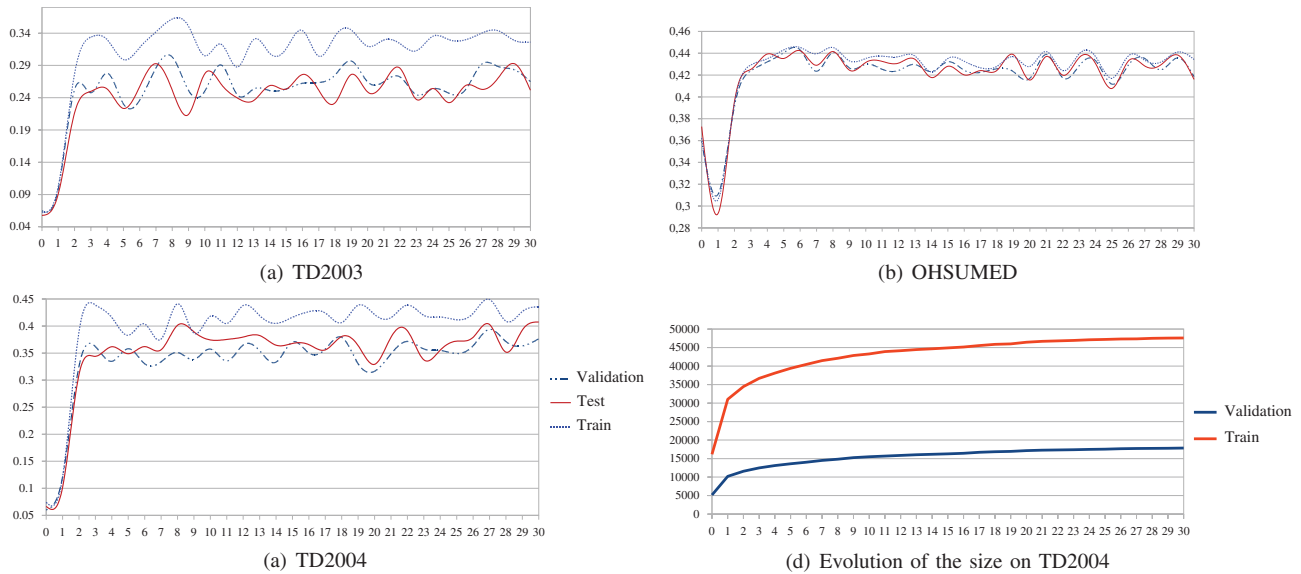 0.34
0.29
0.24
0.19
0.14
0.09
0.04
0 1 2 3 4 5 6 7 8 9 10 11 12 13 14 15 16 17 18 19 20 21 22 23 24 25 26 27 28 29 30
(a) TD2003
0,46
0,44
0,42
0,4
0,38
0,36
0,34
0,32
0,3
0,28
0 1 2 3 4 5 6 7 8 9 10 11 12 13 14 15 16 17 18 19 20 21 22 23 24 25 26 27 28 29 30
(b) OHSUMED
0.45
0.4
0.35
0.3
0.25
0.2
0.15
0.1
0.05
0 1 2 3 4 5 6 7 8 9 10 11 12 13 14 15 16 17 18 19 20 21 22 23 24 25 26 27 28 29 30
Validation
Test
Train
(a) TD2004
50000
45000
40000
35000
30000
25000
20000
15000
10000
5000
0
0 1 2 3 4 5 6 7 8 9 10 11 12 13 14 15 16 17 18 19 20 21 22 23 24 25 26 27 28 29 30
Validation
Train
(d) Evolution of the size on TD2004